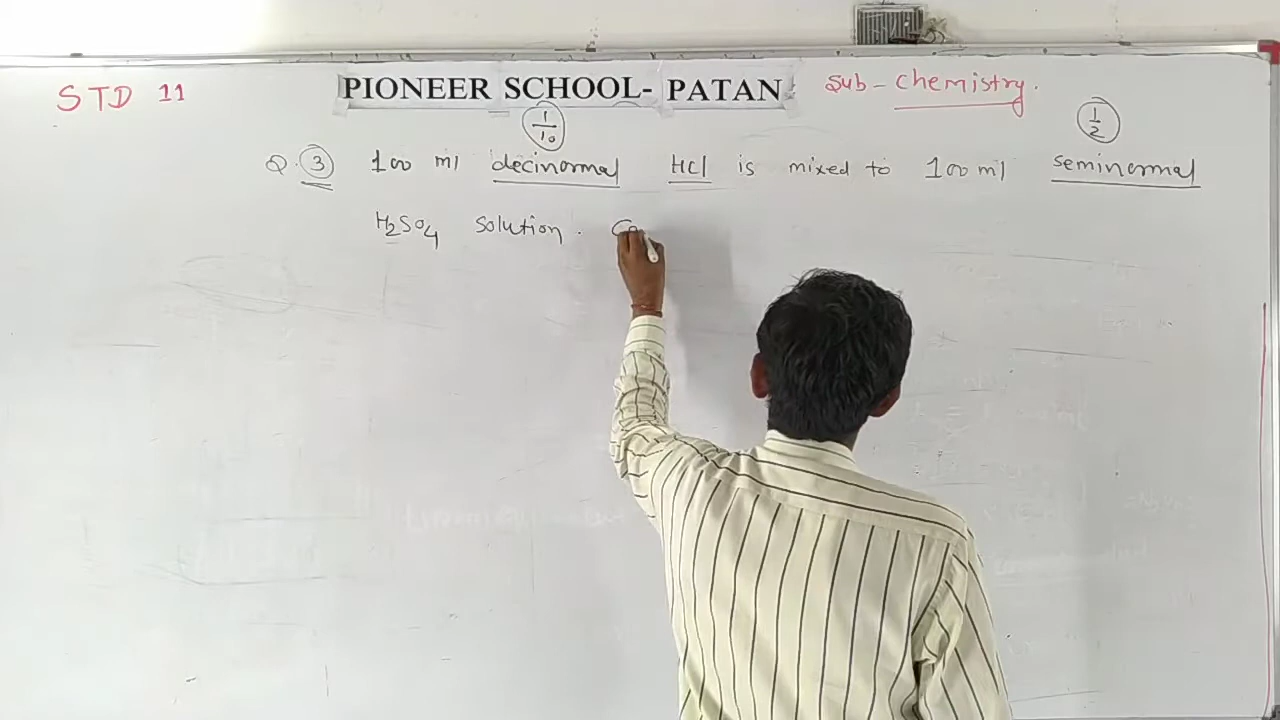 STD 11 PIONEER SCHOOL- PATAN Sub - Chemistry.
1/10 1/2
Q. 3 100 ml decinormal HCl is mixed to 100 ml seminormal
H2SO4 solution. Ca